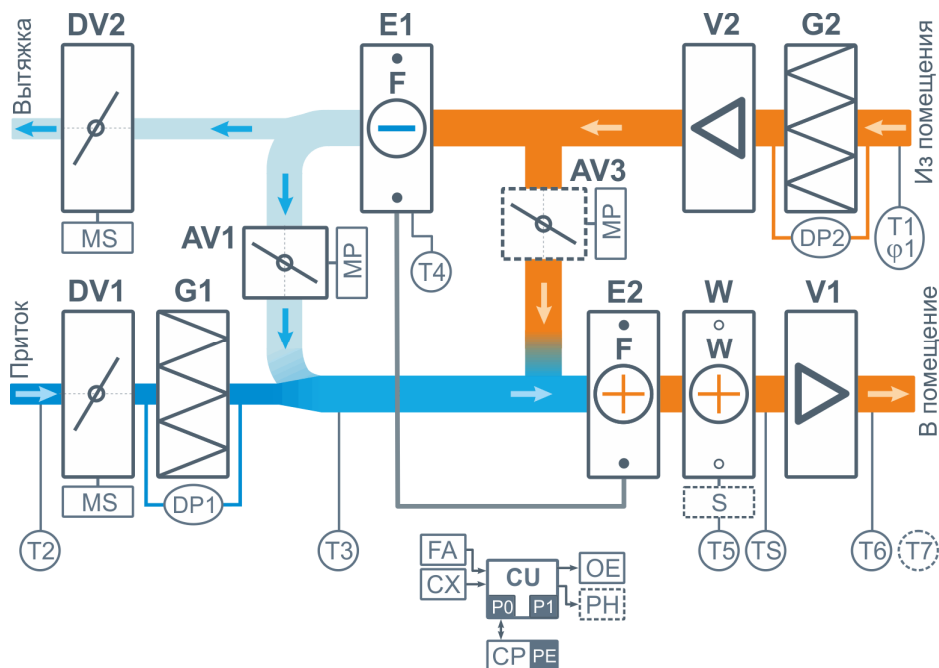 DV2
E1
V2
G2
Вытяжка
F
Из помещения
MS
AV1
MP
T4
AV3
MP
DP2
T1
φ1
DV1
G1
E2
W
V1
Приток
F
W
В помещение
MS
DP1
S
T2
T3
T5
TS
T6
T7
FA
CX
CU
OE
PH
P0
P1
CP
PE